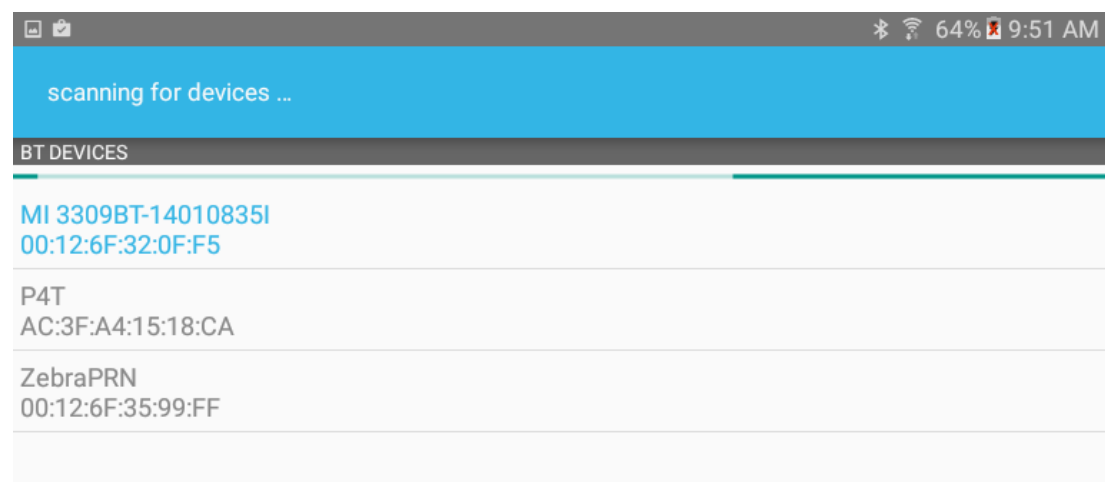 64% 9:51 AM
scanning for devices ...
BT DEVICES
MI 3309BT-14010835I
00:12:6F:32:0F:F5
P4T
AC:3F:A4:15:18:CA
ZebraPRN
00:12:6F:35:99:FF